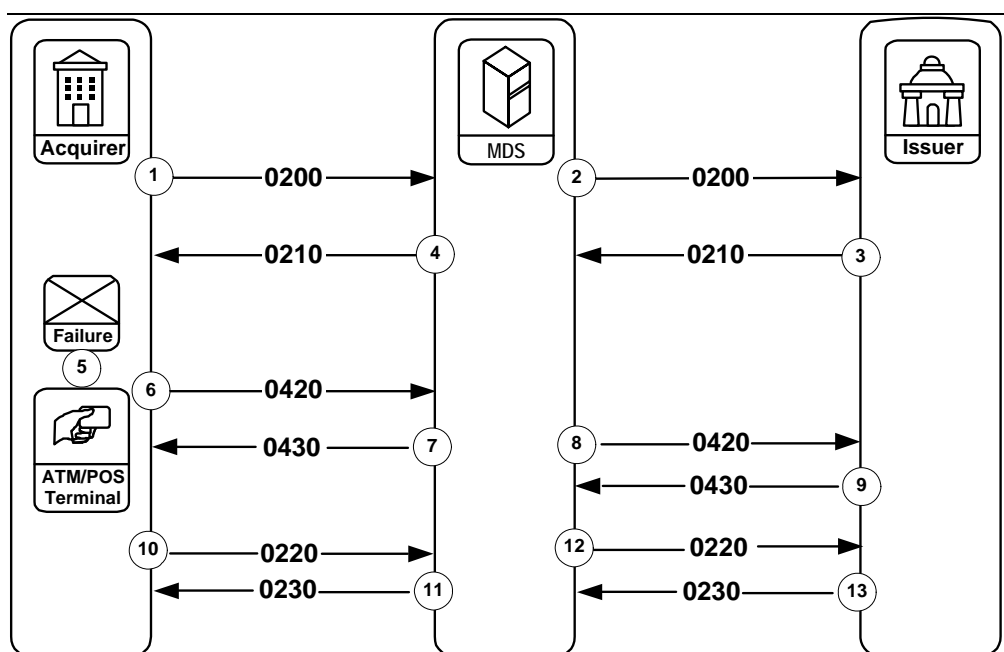 Acquirer
MDS
Issuer
1 0200 2 0200
0210 4 0210 3
Failure
5
6 0420
0430 7 8 0420
ATM/POS
Terminal
0430 9
10 0220 12 0220
0230 11 0230 13